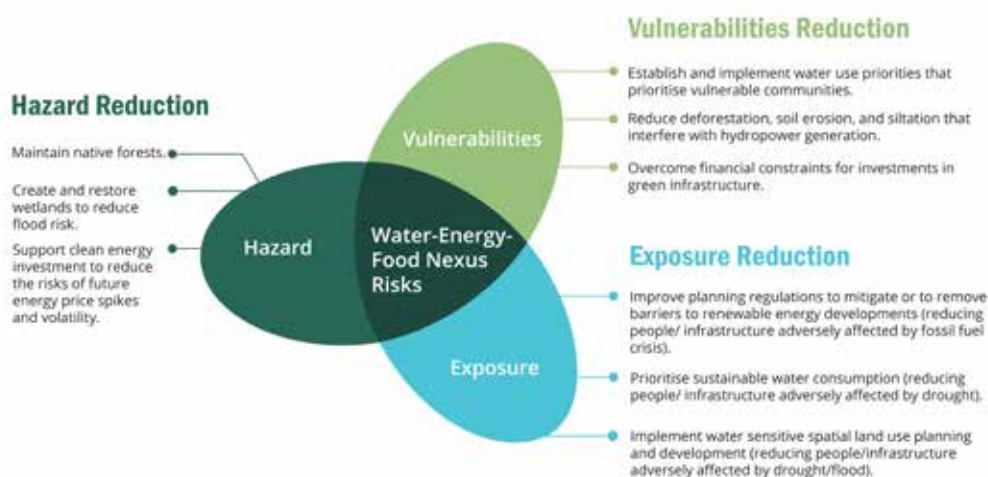 Hazard Reduction
Maintain native forests.
Create and restore
wetlands to reduce
flood risk.
Support clean energy
investment to reduce
the risks of future
energy price spikes
and volatility.
Hazard
Vulnerabilities
Water-Energy-
Food Nexus
Risks
Exposure
Vulnerabilities Reduction
Establish and implement water use priorities that
prioritise vulnerable communities.
Reduce deforestation, soil erosion, and siltation that
interfere with hydropower generation.
Overcome financial constraints for investments in
green infrastructure.
Exposure Reduction
Improve planning regulations to mitigate or to remove
barriers to renewable energy developments (reducing
people/ infrastructure adversely affected by fossil fuel
crisis).
Prioritise sustainable water consumption (reducing
people/ infrastructure adversely affected by drought).
Implement water sensitive spatial land use planning
and development (reducing people/infrastructure
adversely affected by drought/flood).